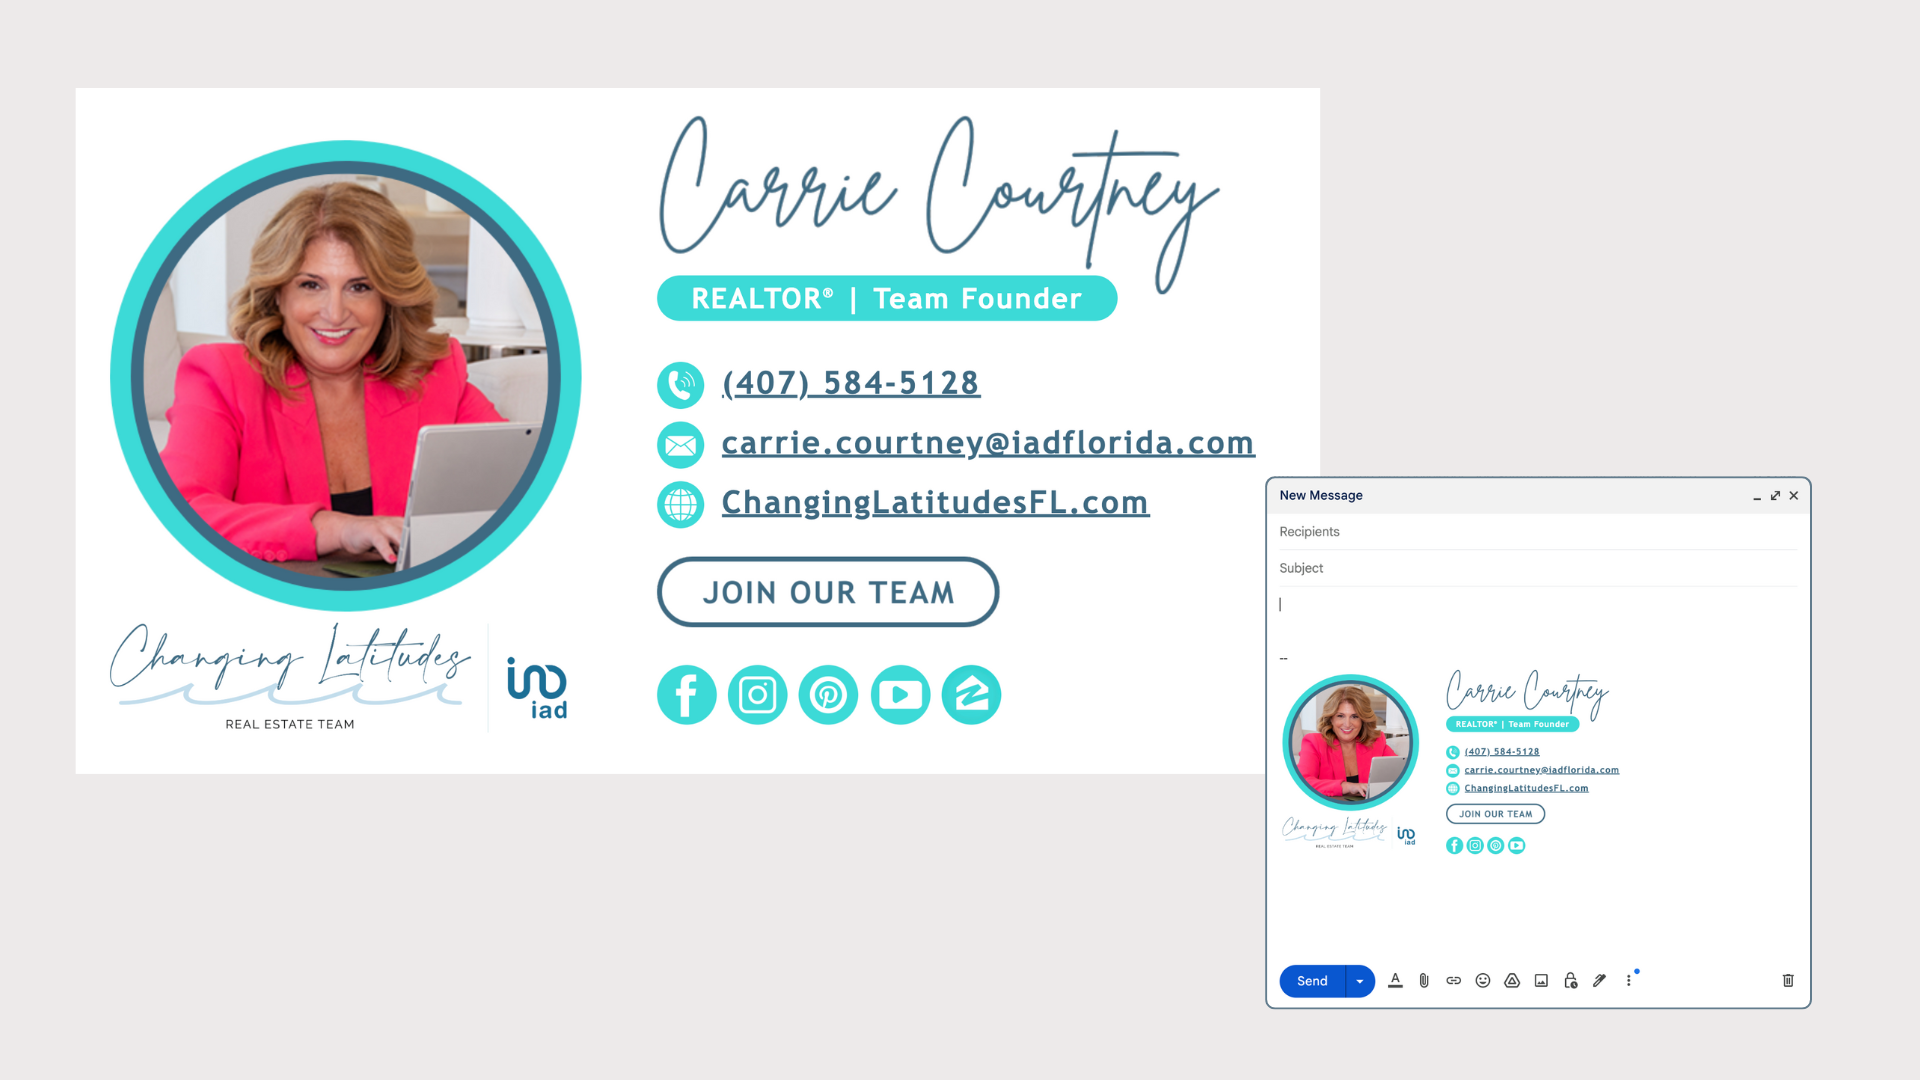 Carrie Courtney
REALTOR® | Team Founder
(407) 584-5128
carrie.courtney@iadflorida.com
ChangingLatitudesFL.com
JOIN OUR TEAM
Changing Latitudes
REAL ESTATE TEAM
iad
New Message
Recipients
Subject
--
Carrie Courtney
REALTOR® | Team Founder
(407) 584-5128
carrie.courtney@iadflorida.com
ChangingLatitudesFL.com
JOIN OUR TEAM
Changing Latitudes
REAL ESTATE TEAM
iad
Send